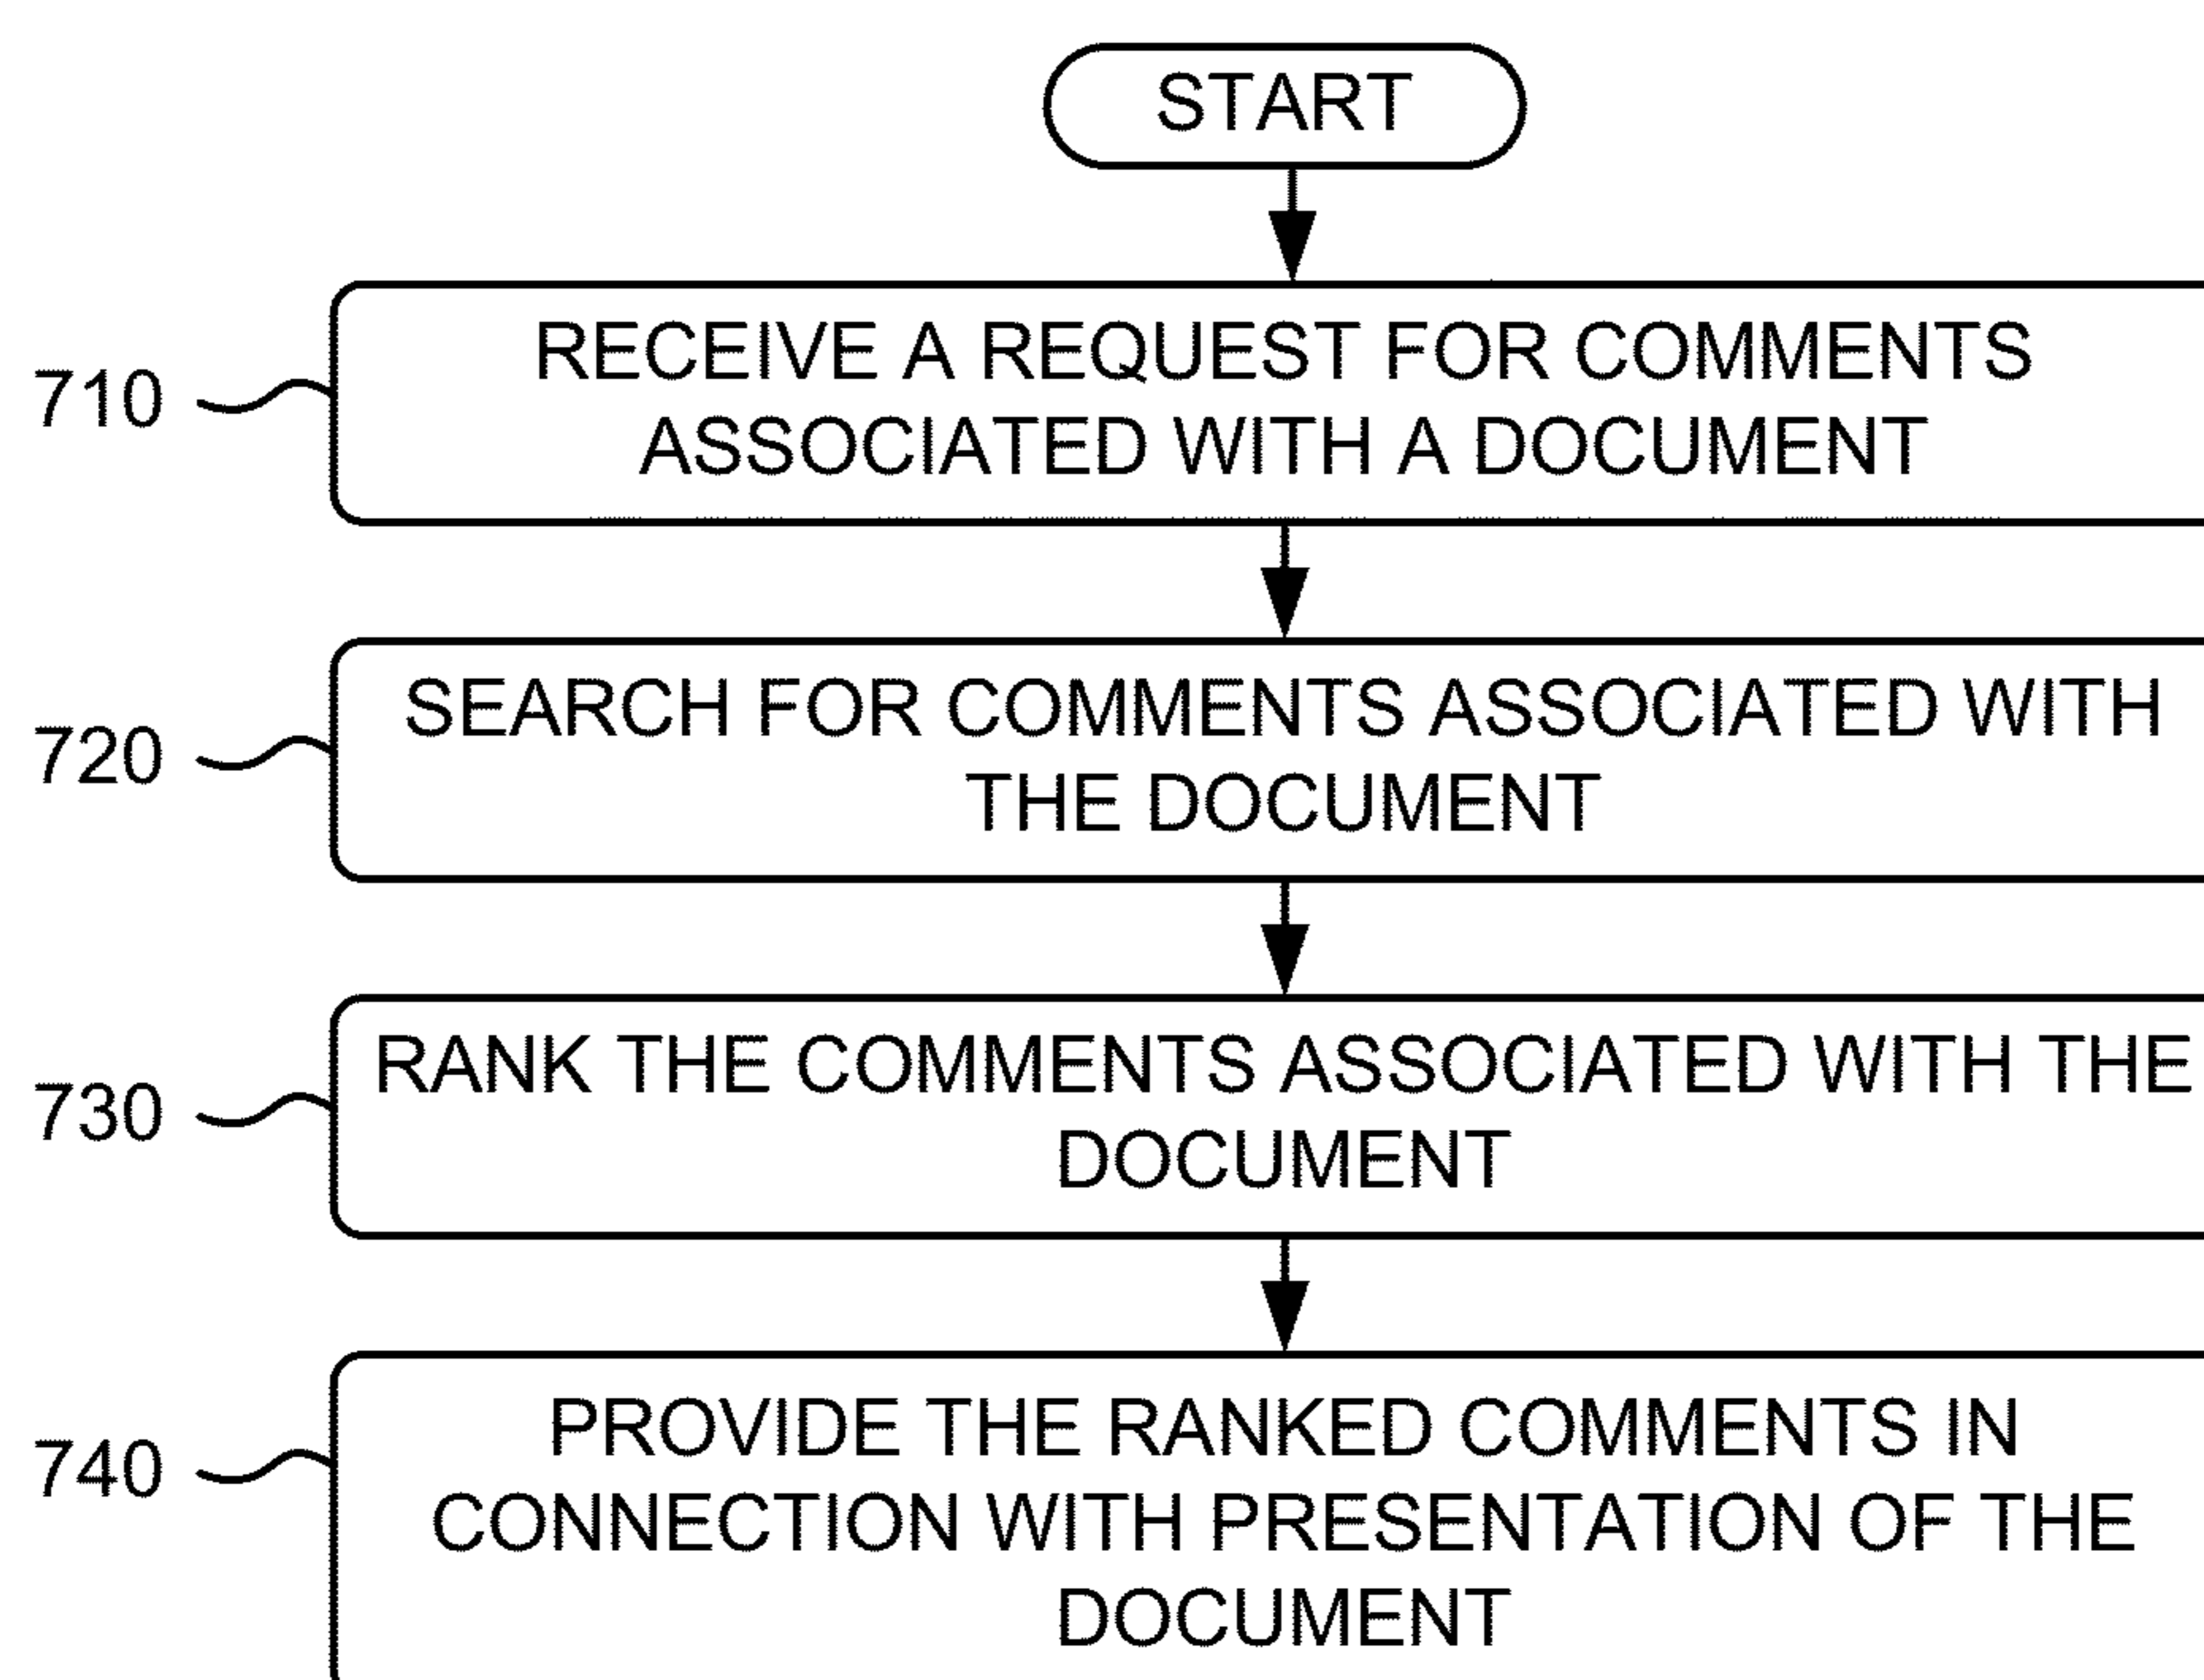 START
710
RECEIVE A REQUEST FOR COMMENTS
ASSOCIATED WITH A DOCUMENT
720
SEARCH FOR COMMENTS ASSOCIATED WITH
THE DOCUMENT
730
RANK THE COMMENTS ASSOCIATED WITH THE
DOCUMENT
740
PROVIDE THE RANKED COMMENTS IN
CONNECTION WITH PRESENTATION OF THE
DOCUMENT